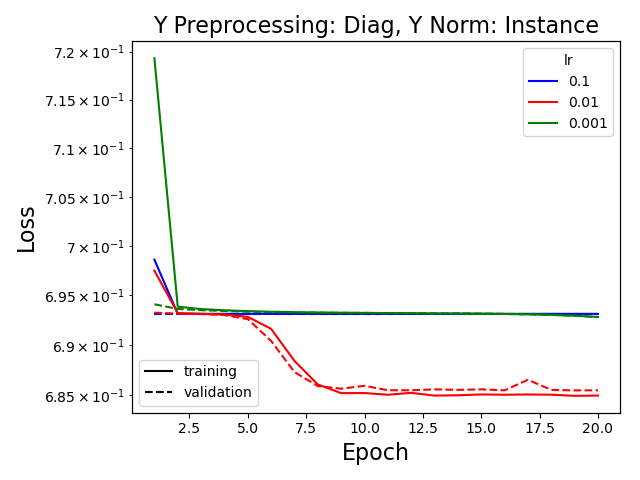 Y Preprocessing: Diag, Y Norm: Instance
7.2 × 10⁻¹
7.15 × 10⁻¹
7.1 × 10⁻¹
7.05 × 10⁻¹
7 × 10⁻¹
6.95 × 10⁻¹
6.9 × 10⁻¹
6.85 × 10⁻¹
Loss
lr
0.1
0.01
0.001
training
validation
2.5 5.0 7.5 10.0 12.5 15.0 17.5 20.0
Epoch